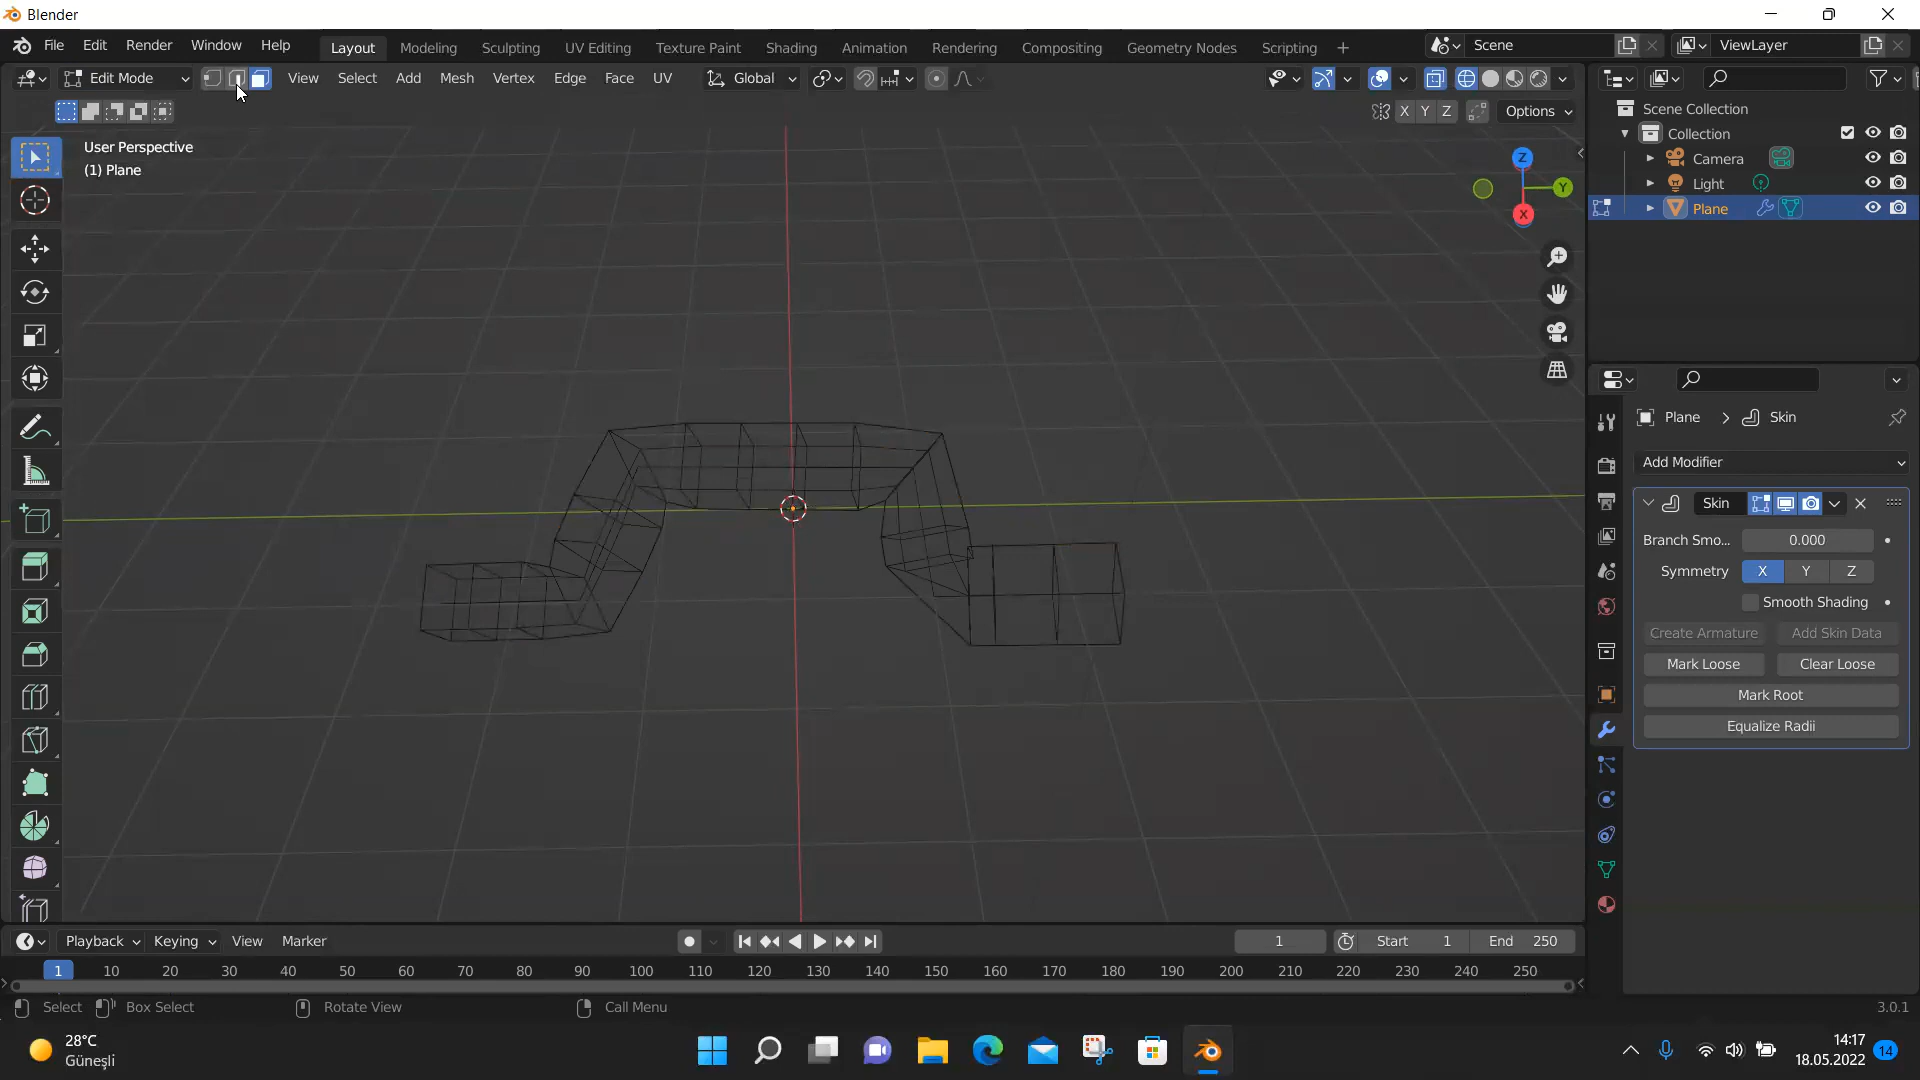 Blender
File Edit Render Window Help Layout Modeling Sculpting UV Editing Texture Paint Shading Animation Rendering Compositing Geometry Nodes Scripting + Scene ViewLayer
Edit Mode View Select Add Mesh Vertex Edge Face UV Global
X Y Z Options
User Perspective
(1) Plane
Z
Y
X
Scene Collection
Collection
Camera
Light
Plane
Plane > Skin
Add Modifier
Skin
Branch Smo... 0.000
Symmetry X Y Z
Smooth Shading
Create Armature Add Skin Data
Mark Loose Clear Loose
Mark Root
Equalize Radii
Playback Keying View Marker 1 Start 1 End 250
1 10 20 30 40 50 60 70 80 90 100 110 120 130 140 150 160 170 180 190 200 210 220 230 240 250
Select Box Select Rotate View Call Menu 3.0.1
28°C
Güneşli
14:17
18.05.2022 14